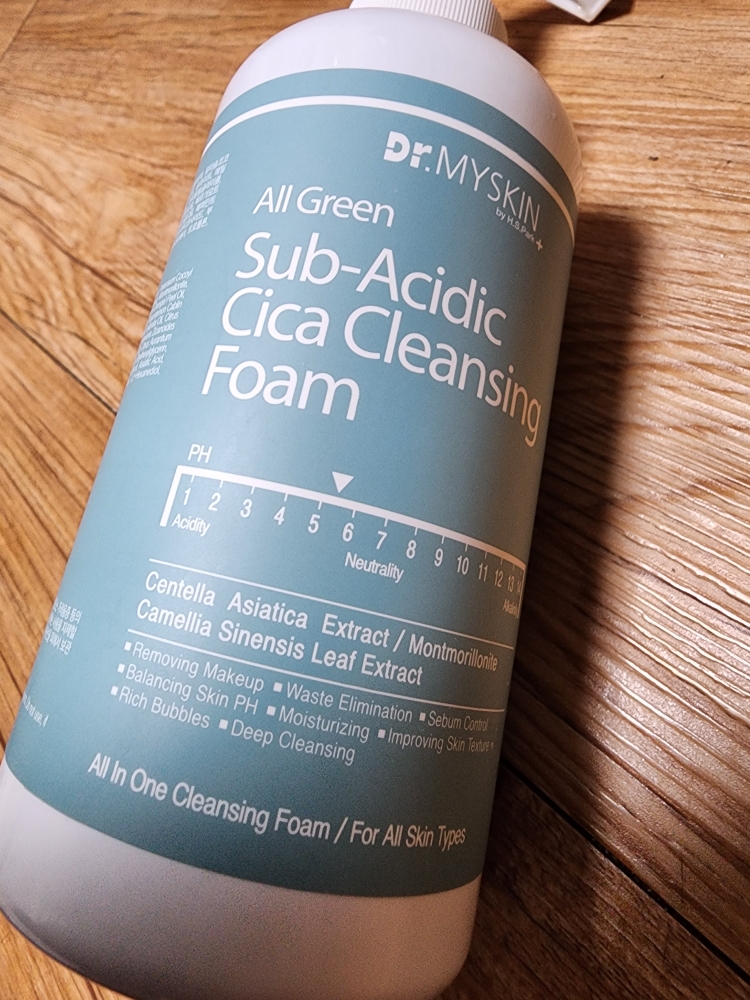 Dr.MYSKIN
by H.S.Park +
All Green
Sub-Acidic
Cica Cleansing
Foam
PH
1 2 3 4 5 6 7 8 9 10 11 12 13
Acidity
Neutrality
Centella Asiatica Extract / Montmorillonite
Camellia Sinensis Leaf Extract
▪Removing Makeup ▪Waste Elimination ▪Sebum Control
▪Balancing Skin PH ▪Moisturizing ▪Improving Skin Texture
▪Rich Bubbles ▪Deep Cleansing
All In One Cleansing Foam / For All Skin Types